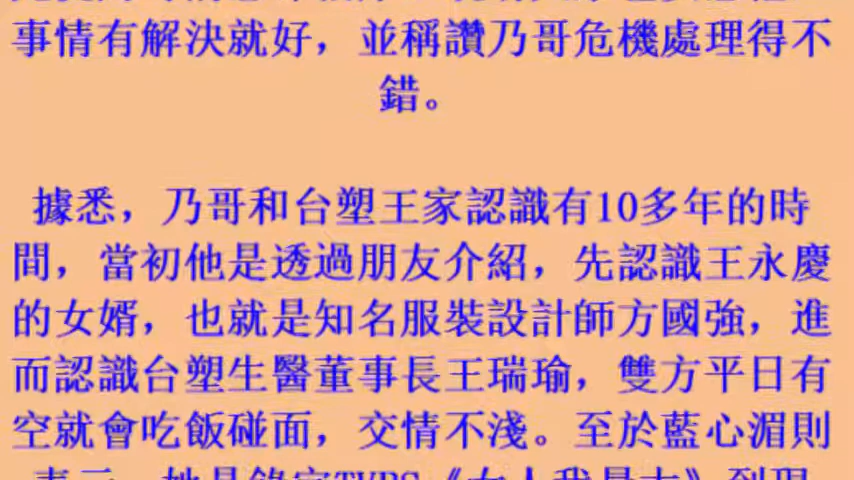 事情有解決就好，並稱讚乃哥危機處理得不
錯。
據悉，乃哥和台塑王家認識有10多年的時
間，當初他是透過朋友介紹，先認識王永慶
的女婿，也就是知名服裝設計師方國強，進
而認識台塑生醫董事長王瑞瑜，雙方平日有
空就會吃飯碰面，交情不淺。至於藍心湄則